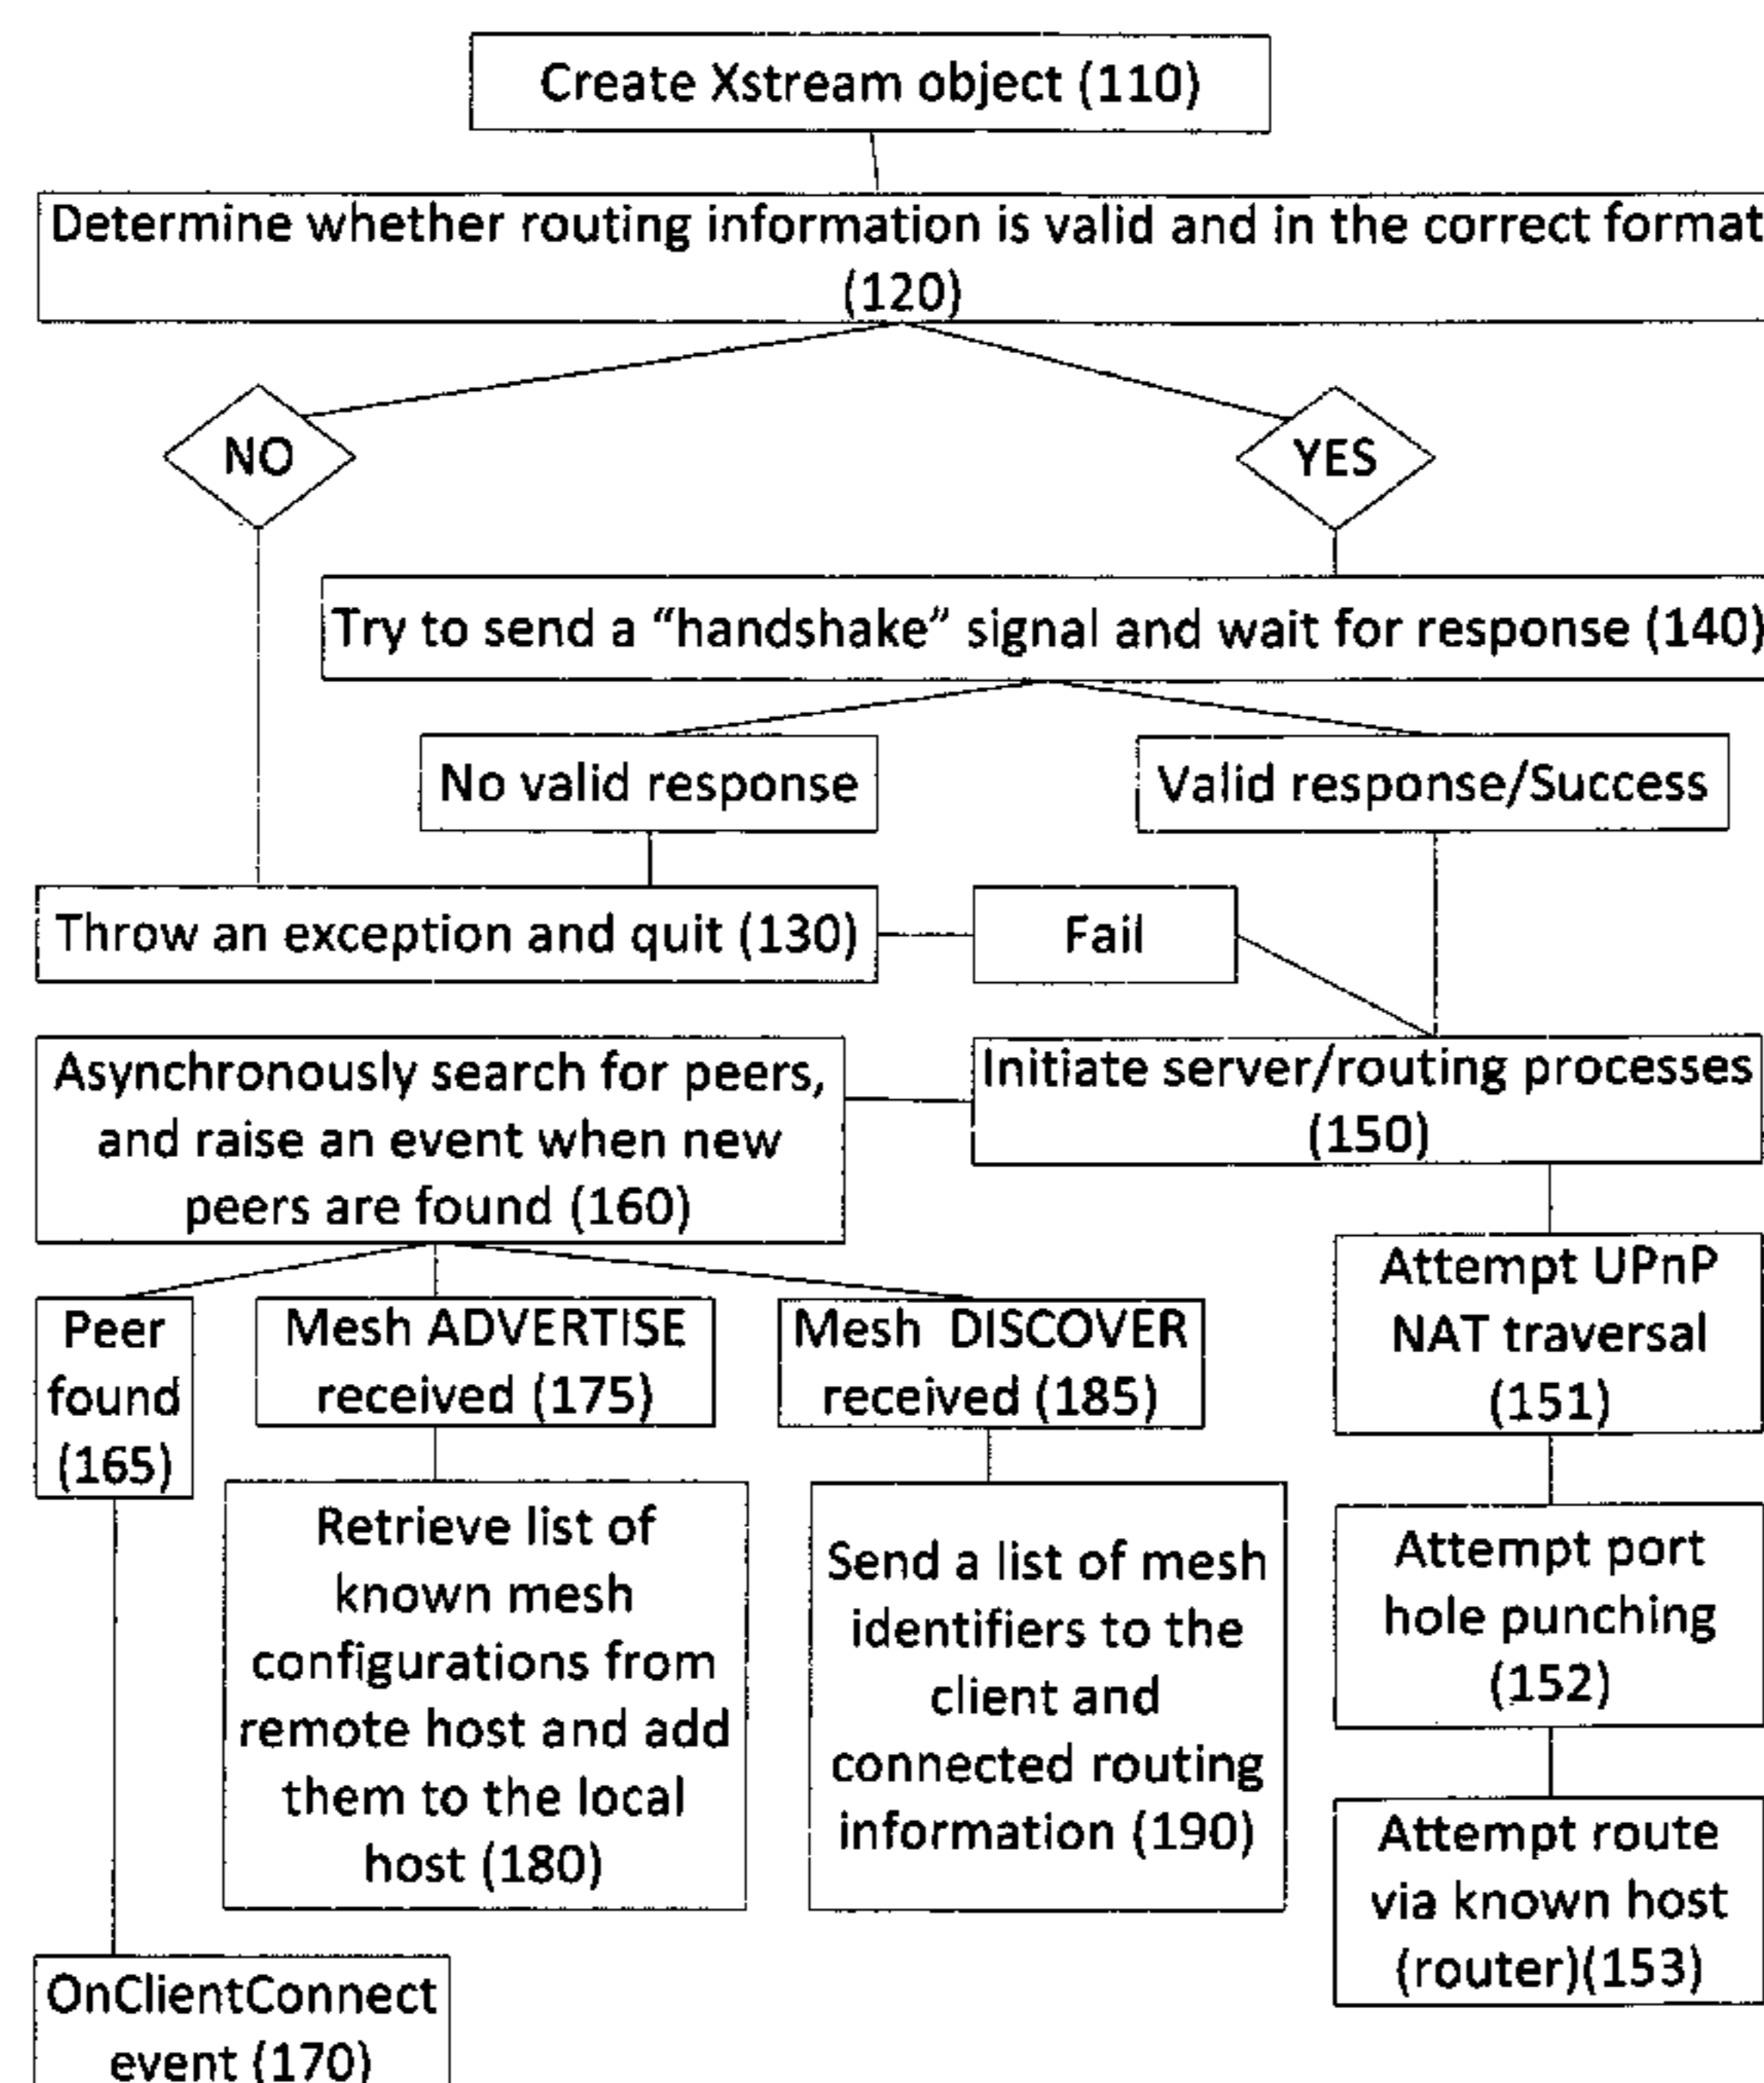 Create Xstream object (110)
Determine whether routing information is valid and in the correct format
(120)
NO
YES
Try to send a “handshake” signal and wait for response (140)
No valid response
Valid response/Success
Throw an exception and quit (130)
Fail
Asynchronously search for peers,
and raise an event when new
peers are found (160)
Initiate server/routing processes
(150)
Peer
found
(165)
Mesh ADVERTISE
received (175)
Mesh DISCOVER
received (185)
Attempt UPnP
NAT traversal
(151)
Retrieve list of
known mesh
configurations from
remote host and add
them to the local
host (180)
Send a list of mesh
identifiers to the
client and
connected routing
information (190)
Attempt port
hole punching
(152)
Attempt route
via known host
(router)(153)
OnClientConnect
event (170)